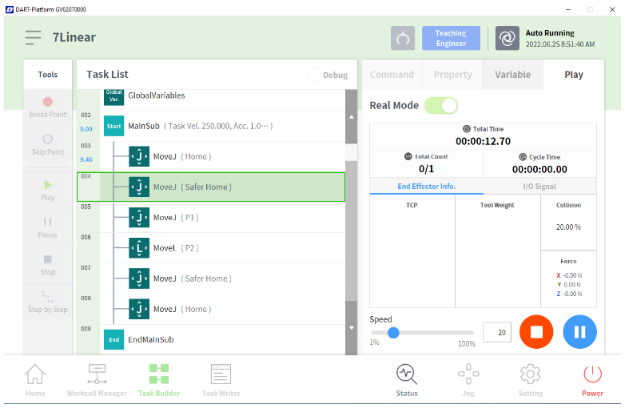 DART-Platform GV02070000
7Linear
Teaching
Engineer
Auto Running
2022.06.25 8:51:40 AM
Tools
Task List
Debug
Command
Property
Variable
Play
Break Point
Skip Point
Play
Pause
Stop
Step by Step
Global
Var.
GlobalVariables
002
0.00
Start
MainSub ( Task Vel. 250.000, Acc. 1.0··· )
003
9.46
J
MoveJ ( Home )
004
J
MoveJ ( Safer Home )
005
J
MoveJ ( P1 )
006
L
MoveL ( P2 )
007
J
MoveJ ( Safer Home )
008
J
MoveJ ( Home )
009
End
EndMainSub
Real Mode
Total Time
00:00:12.70
Total Count
0/1
Cycle Time
00:00:00.00
End Effector Info.
I/O Signal
TCP
Tool Weight
Collision
20.00 %
Force
X -0.00 N
Y 0.00 N
Z -0.00 N
Speed
1%
100%
20
Home
Workcell Manager
Task Builder
Task Writer
Status
Jog
Setting
Power